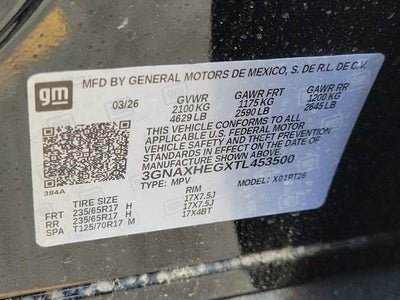 gm
MFD BY GENERAL MOTORS DE MEXICO, S. DE R.L. DE C.V.
03/26 GVWR GAWR FRT GAWR RR
2100 KG 1175 KG 1200 KG
4629 LB 2590 LB 2645 LB
THIS VEHICLE CONFORMS TO ALL
APPLICABLE U.S. FEDERAL MOTOR
VEHICLE SAFETY AND THEFT PREVENTION
STANDARDS IN EFFECT ON THE DATE OF
MANUFACTURE SHOWN ABOVE.
3GNAXHEGXTL453500
384A TYPE: MPV MODEL: X01PT26
TIRE SIZE RIM
FRT 235/65R17 H 17X7.5J
RR 235/65R17 H 17X7.5J
SPA T125/70R17 M 17X4BT